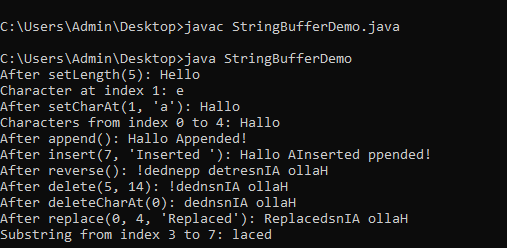 C:\Users\Admin\Desktop>javac StringBufferDemo.java
C:\Users\Admin\Desktop>java StringBufferDemo
After setLength(5): Hello
Character at index 1: e
After setCharAt(1, 'a'): Hallo
Characters from index 0 to 4: Hallo
After append(): Hallo Appended!
After insert(7, 'Inserted '): Hallo AInserted ppended!
After reverse(): !dednepp detresnIA ollaH
After delete(5, 14): !dednsnIA ollaH
After deleteCharAt(0): dednsnIA ollaH
After replace(0, 4, 'Replaced'): ReplacedsnIA ollaH
Substring from index 3 to 7: laced